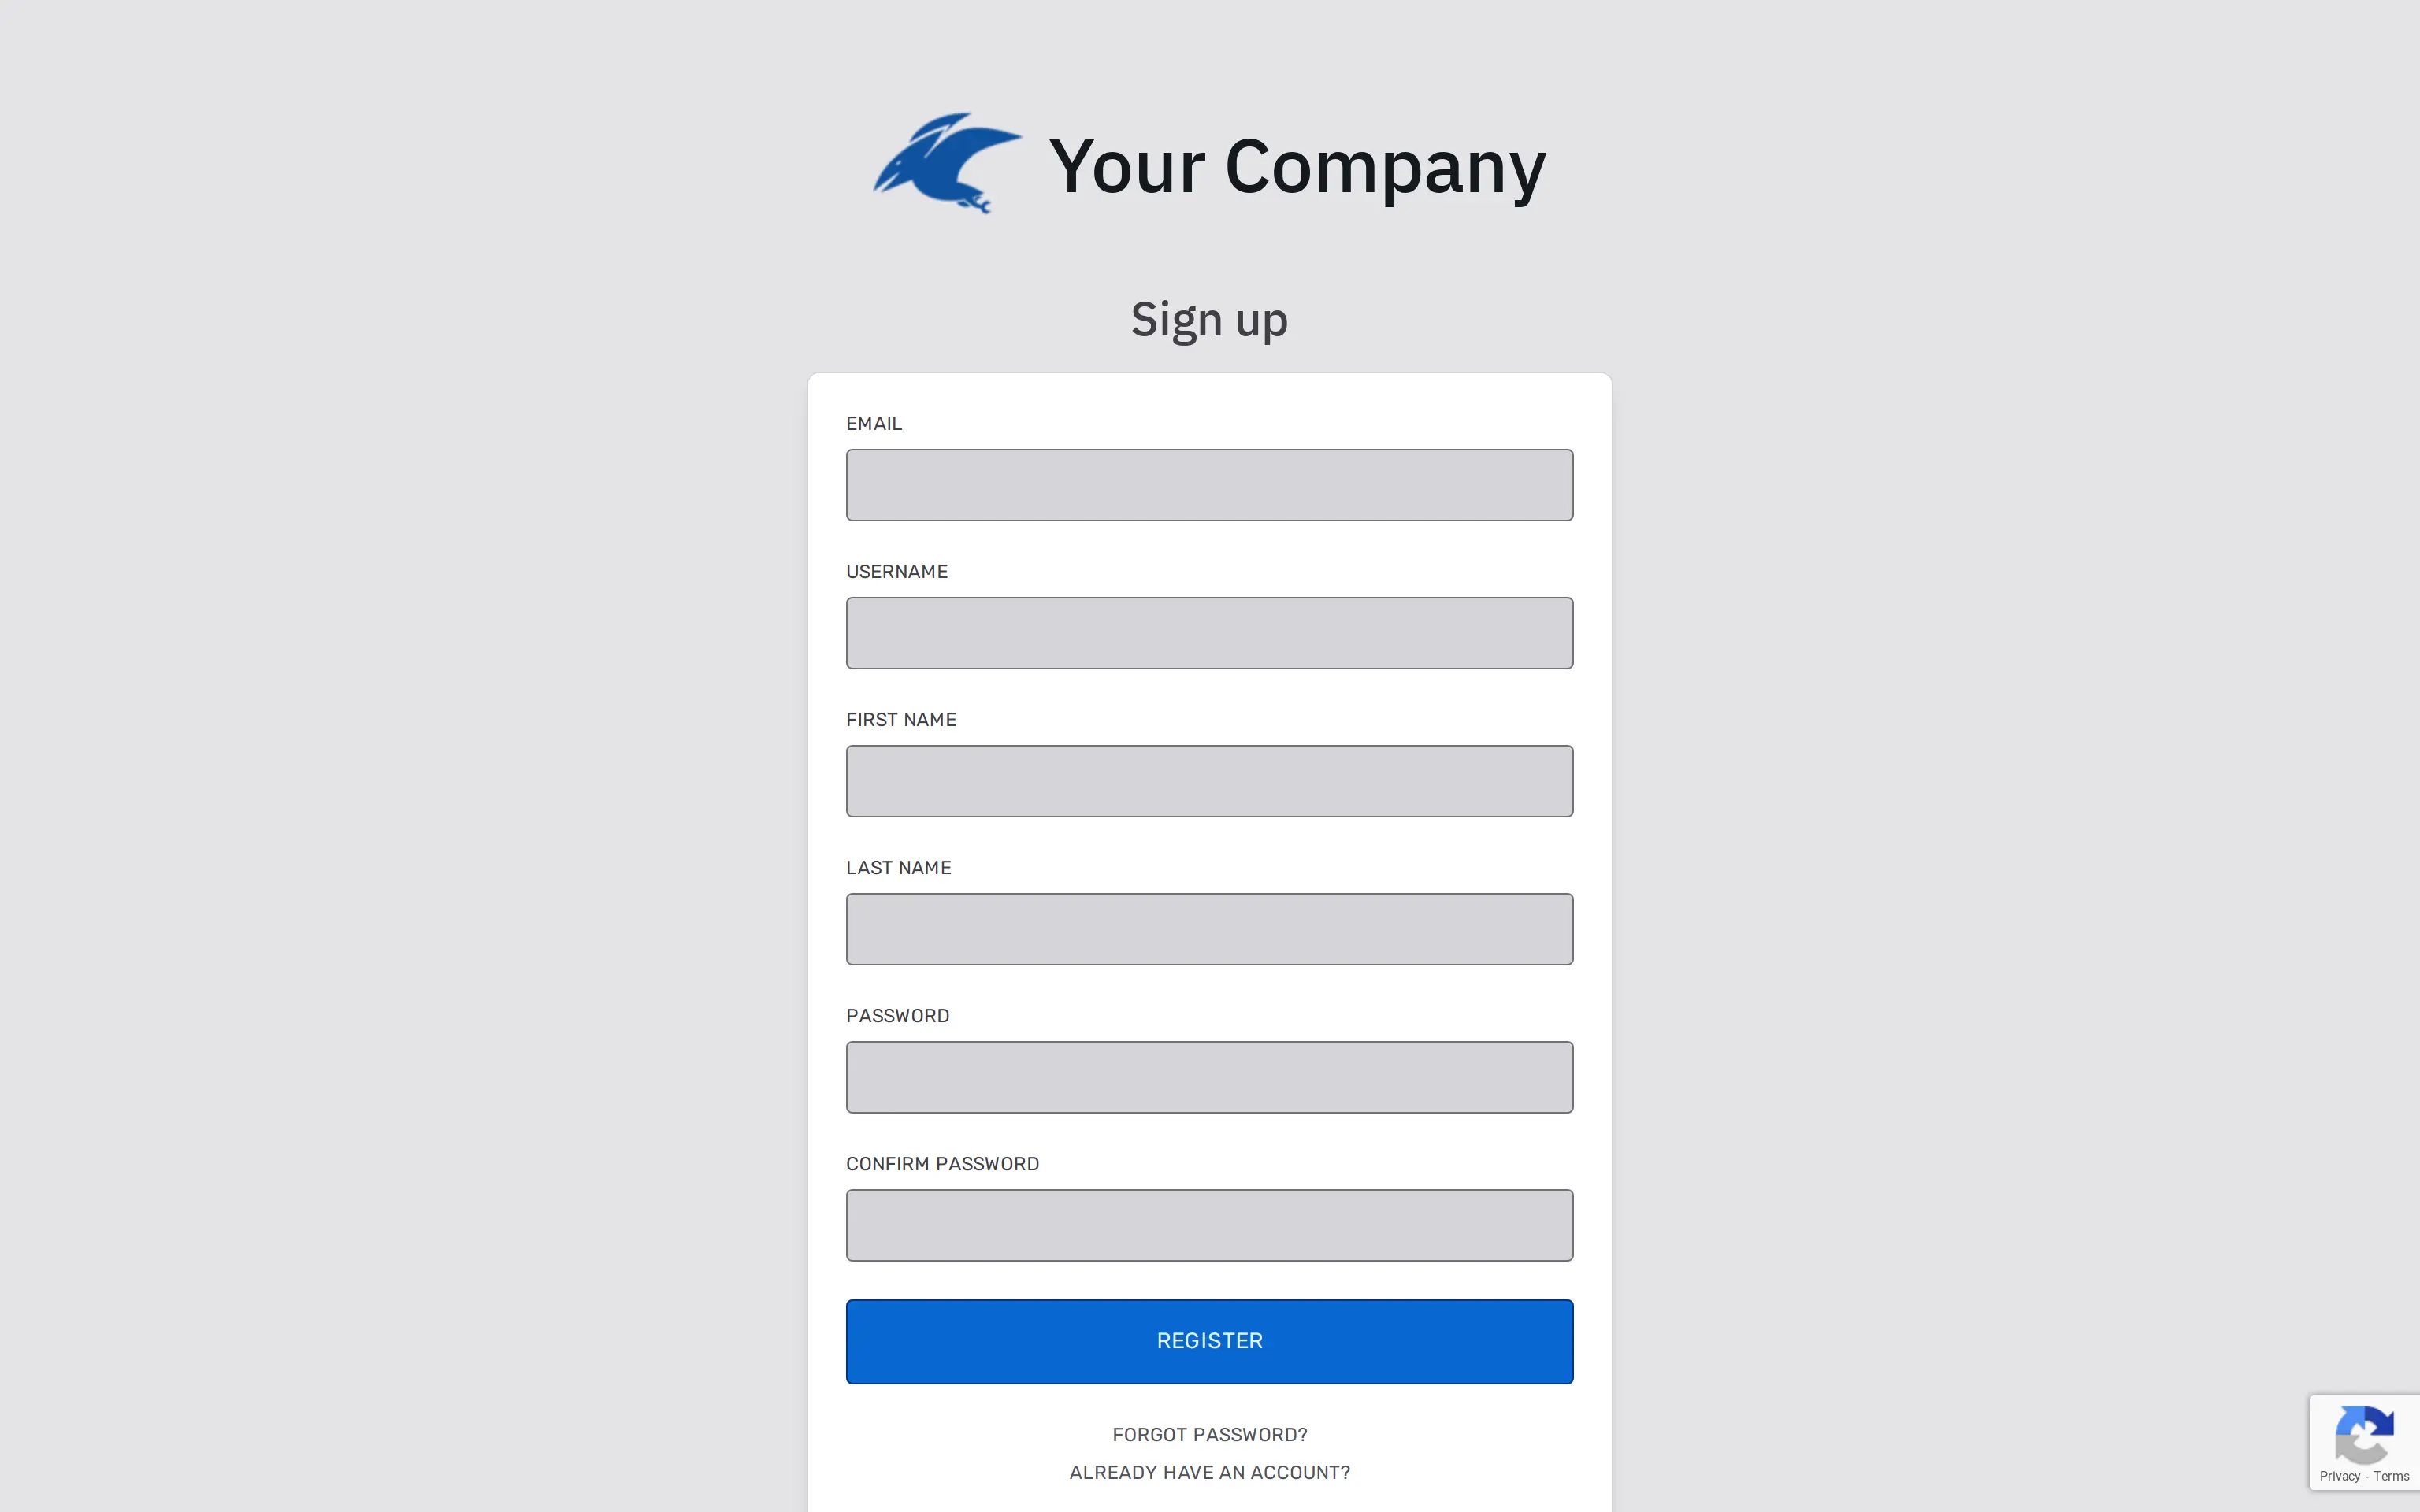 Your Company
Sign up
EMAIL
USERNAME
FIRST NAME
LAST NAME
PASSWORD
CONFIRM PASSWORD
REGISTER
FORGOT PASSWORD?
ALREADY HAVE AN ACCOUNT?
Privacy - Terms